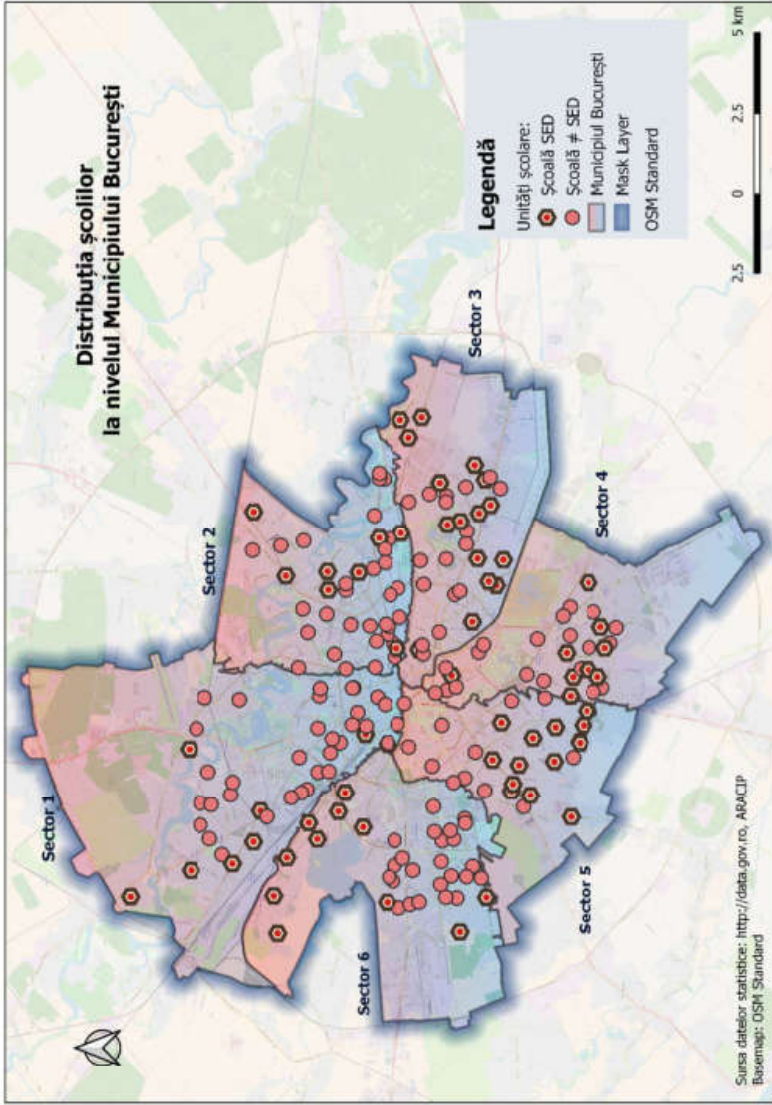 Distribuția școlilor
la nivelul Municipiului București
Sector 1
Sector 2
Sector 3
Sector 4
Sector 5
Sector 6
Legendă
Unități școlare:
Școală SED
Școală ≠ SED
Municipiul București
Mask Layer
OSM Standard
2.5 0 2.5 5 km
Sursa datelor statistice: http://data.gov.ro, ARACIP
Basemap: OSM Standard